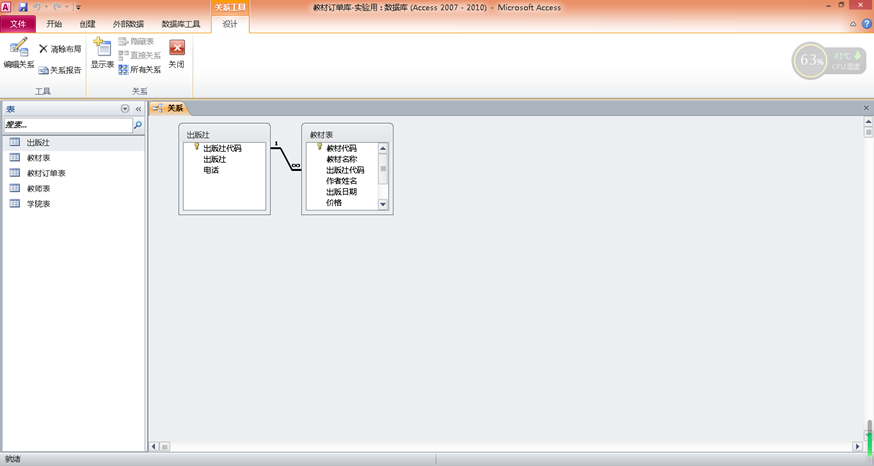 教材订单库-实验用 : 数据库 (Access 2007 - 2010) - Microsoft Access
关系工具
文件 开始 创建 外部数据 数据库工具 设计
编辑关系
清除布局
关系报告
工具
显示表
隐藏表
直接关系
所有关系
关系
关闭
63%
41℃
CPU温度
表
搜索...
出版社
教材表
教材订单表
教师表
学院表
关系
出版社
出版社代码
出版社
电话
1
∞
教材表
教材代码
教材名称
出版社代码
作者姓名
出版日期
价格
就绪